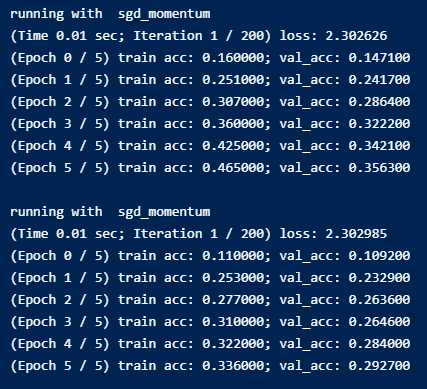 running with  sgd_momentum
(Time 0.01 sec; Iteration 1 / 200) loss: 2.302626
(Epoch 0 / 5) train acc: 0.160000; val_acc: 0.147100
(Epoch 1 / 5) train acc: 0.251000; val_acc: 0.241700
(Epoch 2 / 5) train acc: 0.307000; val_acc: 0.286400
(Epoch 3 / 5) train acc: 0.360000; val_acc: 0.322200
(Epoch 4 / 5) train acc: 0.425000; val_acc: 0.342100
(Epoch 5 / 5) train acc: 0.465000; val_acc: 0.356300

running with  sgd_momentum
(Time 0.01 sec; Iteration 1 / 200) loss: 2.302985
(Epoch 0 / 5) train acc: 0.110000; val_acc: 0.109200
(Epoch 1 / 5) train acc: 0.253000; val_acc: 0.232900
(Epoch 2 / 5) train acc: 0.277000; val_acc: 0.263600
(Epoch 3 / 5) train acc: 0.310000; val_acc: 0.264600
(Epoch 4 / 5) train acc: 0.322000; val_acc: 0.284000
(Epoch 5 / 5) train acc: 0.336000; val_acc: 0.292700